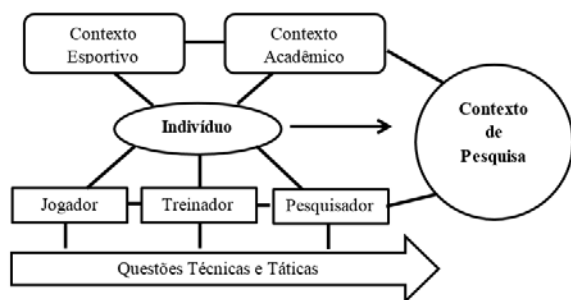 Contexto
Esportivo
Contexto
Acadêmico
Indivíduo
Contexto
de
Pesquisa
Jogador
Treinador
Pesquisador
Questões Técnicas e Táticas